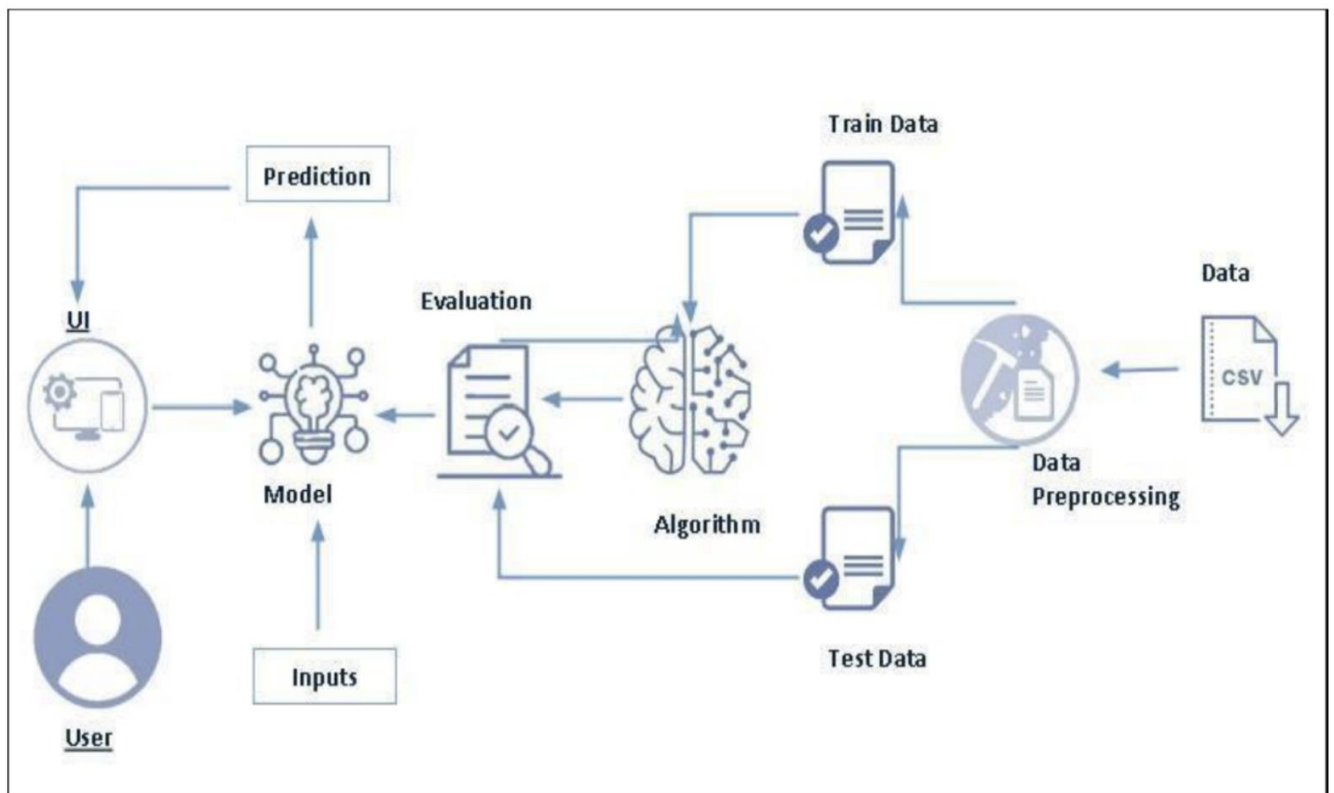 Train Data
Prediction
Data
Evaluation
UI
CSV
Data
Preprocessing
Model
Algorithm
Test Data
Inputs
User